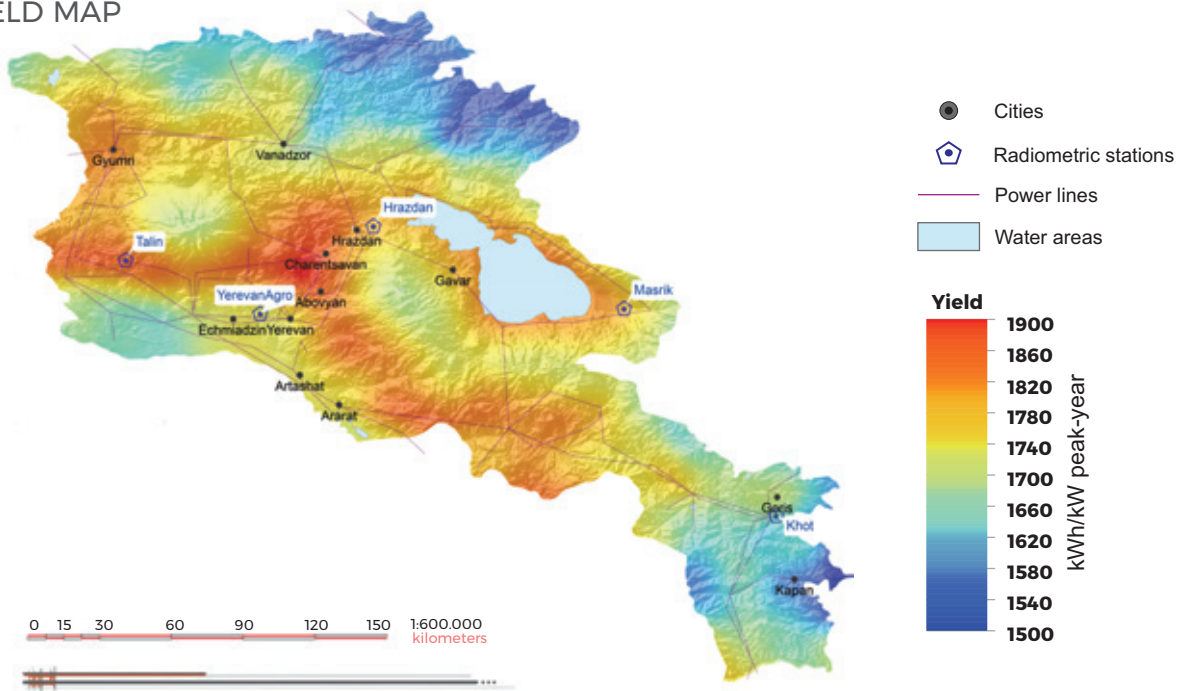 ELD MAP
Gyumri
Vanadzor
Hrazdan
Hrazdan
Talin
Charentsavan
Gavar
Masrik
YerevanAgro
Abovyan
Echmiadzin
Yerevan
Artashat
Ararat
Goris
Khot
Kapan
Cities
Radiometric stations
Power lines
Water areas
Yield
1900
1860
1820
1780
1740
1700
1660
1620
1580
1540
1500
kWh/kW peak-year
0 15 30 60 90 120 150 1:600.000
kilometers